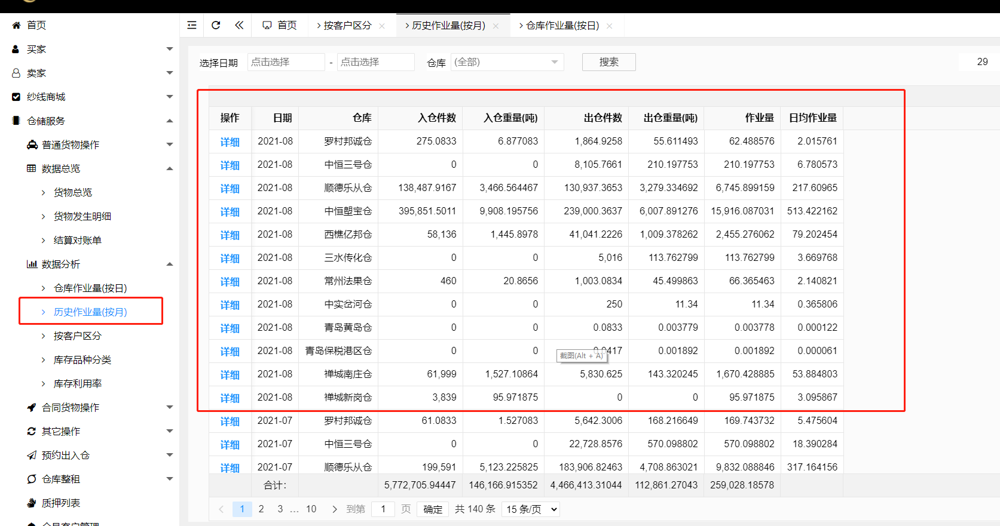 首页
买家
卖家
纱线商城
仓储服务
普通货物操作
数据总览
货物总览
货物发生明细
结算对账单
数据分析
仓库作业量(按日)
历史作业量(按月)
按客户区分
库存品种分类
库存利用率
合同货物操作
其它操作
预约出入仓
仓库整租
质押列表
首页 按客户区分 历史作业量(按月) 仓库作业量(按日)
选择日期 点击选择 - 点击选择 仓库 (全部) 搜索 29
操作 日期 仓库 入仓件数 入仓重量(吨) 出仓件数 出仓重量(吨) 作业量 日均作业量
详细 2021-08 罗村邦诚仓 275.0833 6.877083 1,864.9258 55.611493 62.488576 2.015761
详细 2021-08 中恒三号仓 0 0 8,105.7661 210.197753 210.197753 6.780573
详细 2021-08 顺德乐从仓 138,487.9167 3,466.564467 130,937.3653 3,279.334692 6,745.899159 217.60965
详细 2021-08 中恒塱宝仓 395,851.5011 9,908.195756 239,000.3637 6,007.891276 15,916.087031 513.422162
详细 2021-08 西樵亿邦仓 58,136 1,445.8978 41,041.2226 1,009.378262 2,455.276062 79.202454
详细 2021-08 三水传化仓 0 0 5,016 113.762799 113.762799 3.669768
详细 2021-08 常州法果仓 460 20.8656 1,003.0834 45.499863 66.365463 2.140821
详细 2021-08 中实岔河仓 0 0 250 11.34 11.34 0.365806
详细 2021-08 青岛黄岛仓 0 0 0.0833 0.003779 0.003778 0.000122
详细 2021-08 青岛保税港区仓 0 0 0.0417 0.001892 0.001892 0.000061
截图(Alt + A)
详细 2021-08 禅城南庄仓 61,999 1,527.10864 5,830.625 143.320245 1,670.428885 53.884803
详细 2021-08 禅城新岗仓 3,839 95.971875 0 0 95.971875 3.095867
详细 2021-07 罗村邦诚仓 61.0833 1.527083 5,642.3006 168.216649 169.743732 5.475604
详细 2021-07 中恒三号仓 0 0 22,728.8576 570.098802 570.098802 18.390284
详细 2021-07 顺德乐从仓 199,591 5,123.225825 183,906.82463 4,708.863021 9,832.088846 317.164156
合计: 5,772,705.94447 146,166.915352 4,466,413.31044 112,861.27043 259,028.18578
1 2 3 … 10 到第 1 页 确定 共 140 条 15 条/页